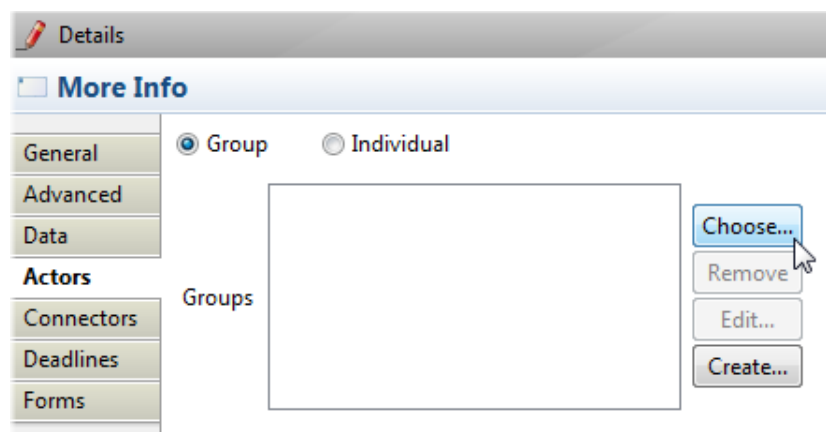 Details
More Info
General
Advanced
Data
Actors
Connectors
Deadlines
Forms
Group Individual
Groups
Choose...
Remove
Edit...
Create...